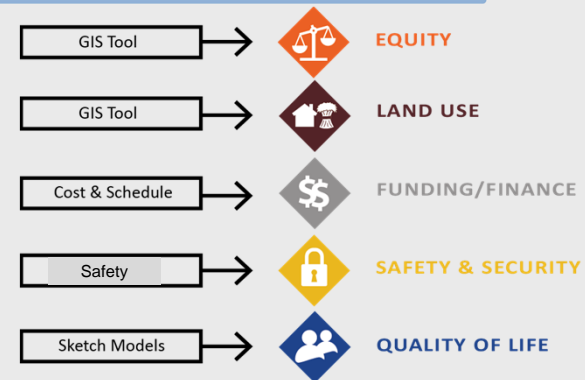 GIS Tool EQUITY
GIS Tool LAND USE
Cost & Schedule $$ FUNDING/FINANCE
Safety SAFETY & SECURITY
Sketch Models QUALITY OF LIFE